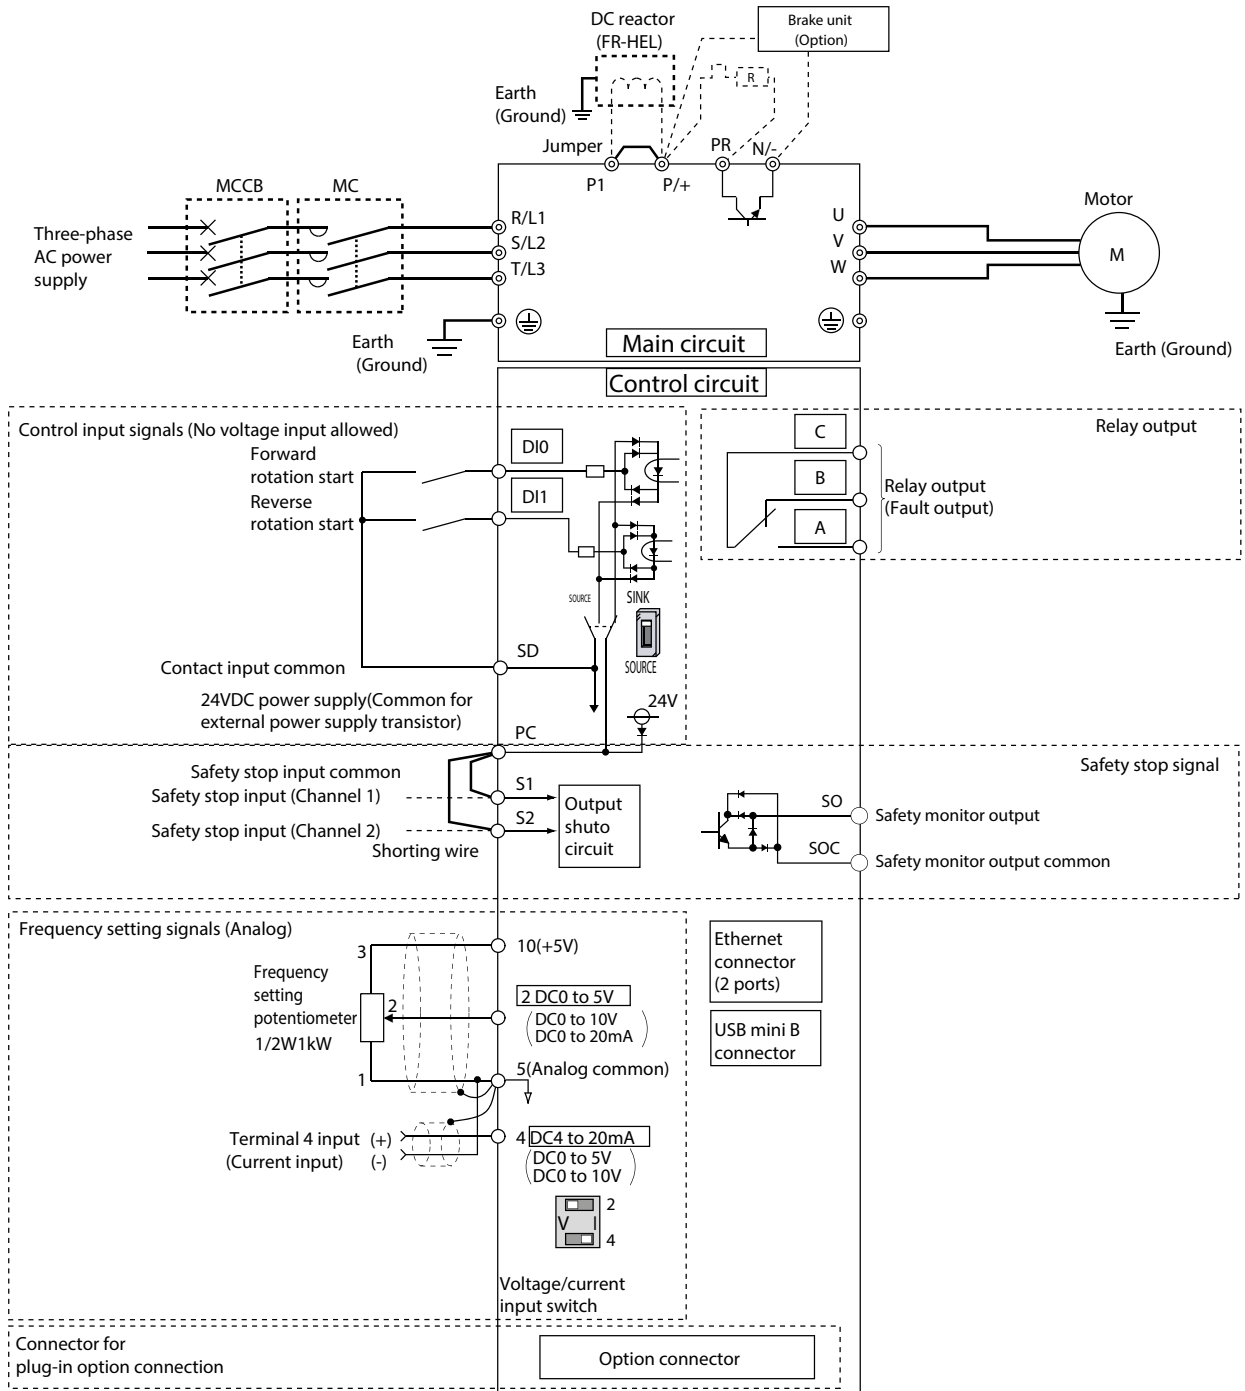 DC reactor
(FR-HEL)
Brake unit
(Option)
R
Earth
(Ground)
Jumper
P1
P/+
PR
N/-
MCCB
MC
Three-phase
AC power
supply
R/L1
S/L2
T/L3
U
V
W
Motor
M
Earth
(Ground)
Main circuit
Earth (Ground)
Control circuit
Control input signals (No voltage input allowed)
Forward
rotation start
Reverse
rotation start
DI0
DI1
SOURCE
SINK
SOURCE
SD
Contact input common
24VDC power supply(Common for
external power supply transistor)
24V
PC
Relay output
C
B
A
Relay output
(Fault output)
Safety stop signal
Safety stop input common
Safety stop input (Channel 1)
Safety stop input (Channel 2)
Shorting wire
S1
S2
Output
shuto
circuit
SO
SOC
Safety monitor output
Safety monitor output common
Frequency setting signals (Analog)
3
Frequency
setting
potentiometer
1/2W1kW
2
1
10(+5V)
2 DC0 to 5V
(DC0 to 10V
DC0 to 20mA)
5(Analog common)
Terminal 4 input (+)
(Current input) (-)
4 DC4 to 20mA
(DC0 to 5V
DC0 to 10V)
2
V I
4
Voltage/current
input switch
Ethernet
connector
(2 ports)
USB mini B
connector
Connector for
plug-in option connection
Option connector